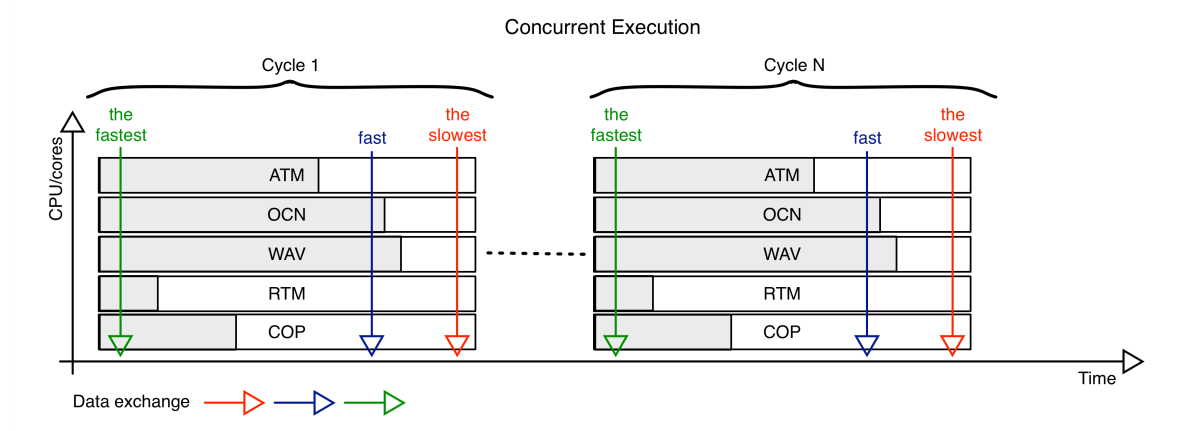 Concurrent Execution
Cycle 1
Cycle N
the
fastest
fast
the
slowest
the
fastest
fast
the
slowest
CPU/cores
ATM
OCN
WAV
RTM
COP
ATM
OCN
WAV
RTM
COP
Time
Data exchange